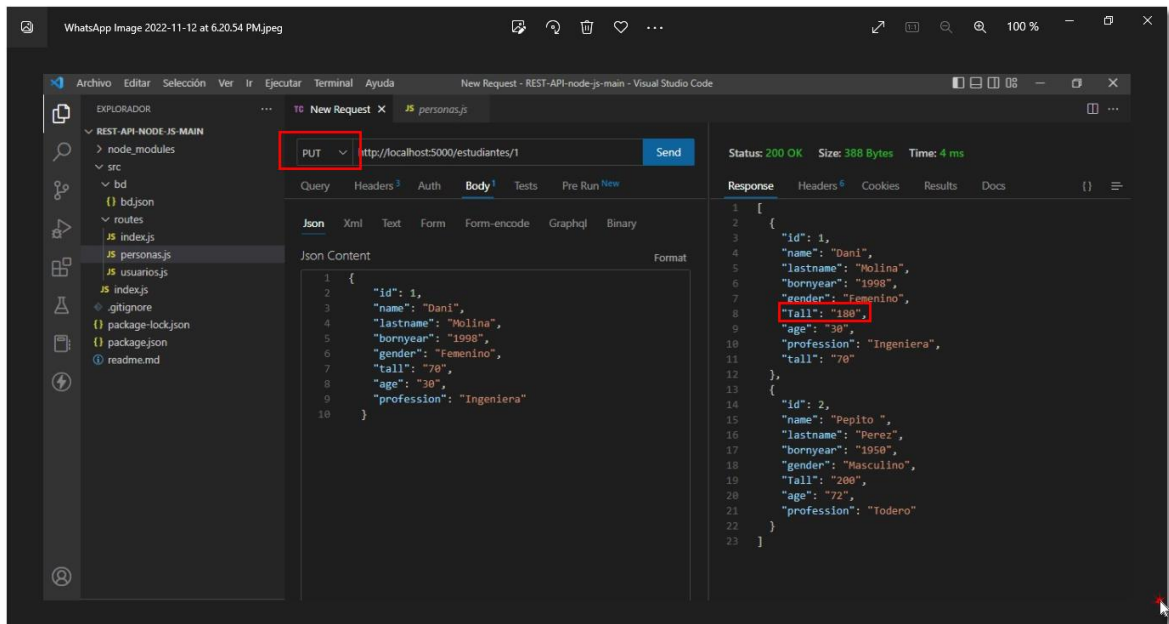 WhatsApp Image 2022-11-12 at 6.20.54 PM.jpeg
100 %
Archivo Editar Selección Ver Ir Ejecutar Terminal Ayuda
New Request - REST-API-node-js-main - Visual Studio Code
EXPLORADOR
REST-API-NODE-JS-MAIN
node_modules
src
bd
{} bd.json
routes
JS index.js
JS personas.js
JS usuarios.js
JS index.js
.gitignore
{} package-lock.json
{} package.json
readme.md
TC New Request
JS personas.js
PUT
http://localhost:5000/estudiantes/1
Send
Query Headers 3 Auth Body 1 Tests Pre Run New
Json Xml Text Form Form-encode Graphql Binary
Json Content
Format
1 {
2 "id": 1,
3 "name": "Dani",
4 "lastname": "Molina",
5 "bornyear": "1998",
6 "gender": "Femenino",
7 "tall": "70",
8 "age": "30",
9 "profession": "Ingeniera"
10 }
Status: 200 OK Size: 388 Bytes Time: 4 ms
Response Headers 6 Cookies Results Docs {}
1 [
2 {
3 "id": 1,
4 "name": "Dani",
5 "lastname": "Molina",
6 "bornyear": "1998",
7 "gender": "Femenino",
8 "Tall": "180",
9 "age": "30",
10 "profession": "Ingeniera",
11 "tall": "70"
12 },
13 {
14 "id": 2,
15 "name": "Pepito ",
16 "lastname": "Perez",
17 "bornyear": "1950",
18 "gender": "Masculino",
19 "Tall": "200",
20 "age": "72",
21 "profession": "Todero"
22 }
23 ]